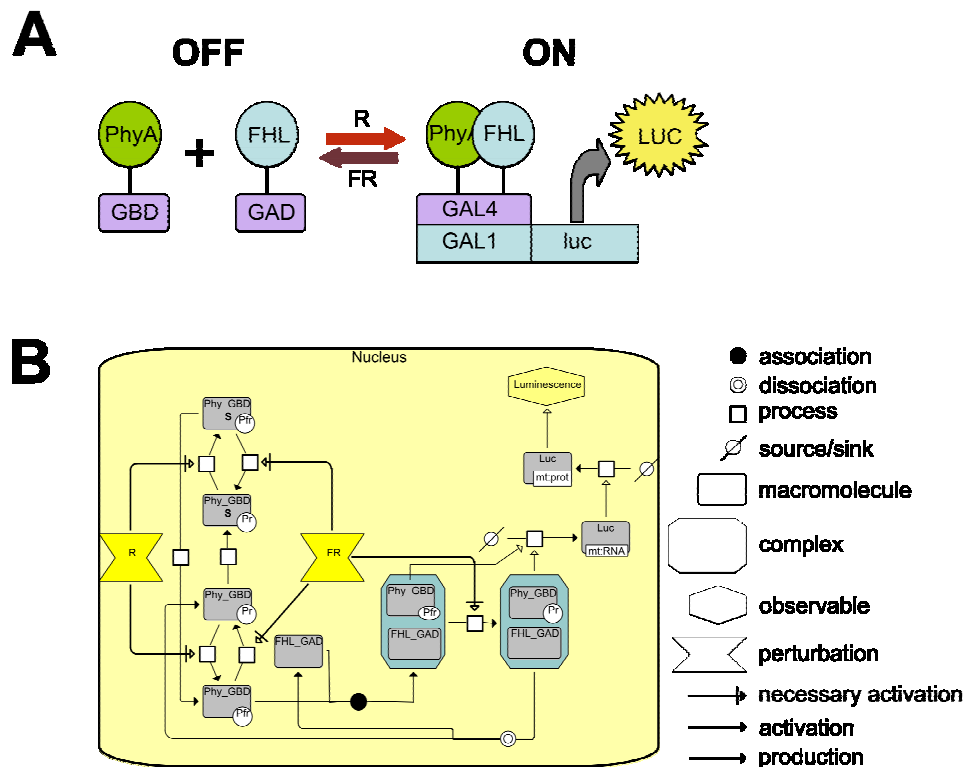 A
OFF
ON
PhyA
+
FHL
R
FR
PhyA
FHL
LUC
GBD
GAD
GAL4
GAL1
luc
B
Nucleus
Phy_GBD
S
Pfr
Phy_GBD
S
Pr
R
FR
Phy_GBD
Pr
FHL_GAD
Phy_GBD
Pfr
Phy_GBD
Pfr
FHL_GAD
Phy_GBD
Pr
FHL_GAD
Luminescence
Luc
mt:prot
Luc
mt:RNA
association
dissociation
process
source/sink
macromolecule
complex
observable
perturbation
necessary activation
activation
production